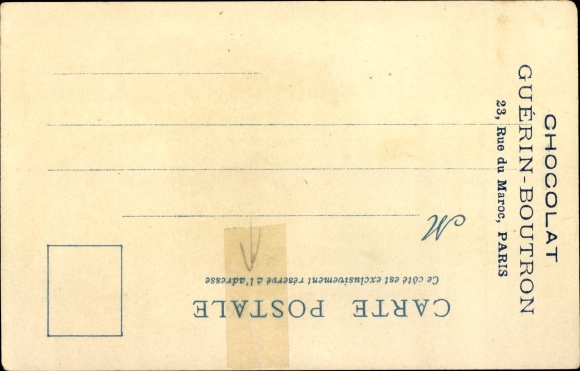 CARTE POSTALE
Ce côté est exclusivement réservé à l'adresse
M
CHOCOLAT
GUÉRIN-BOUTRON
23, Rue du Maroc, PARIS